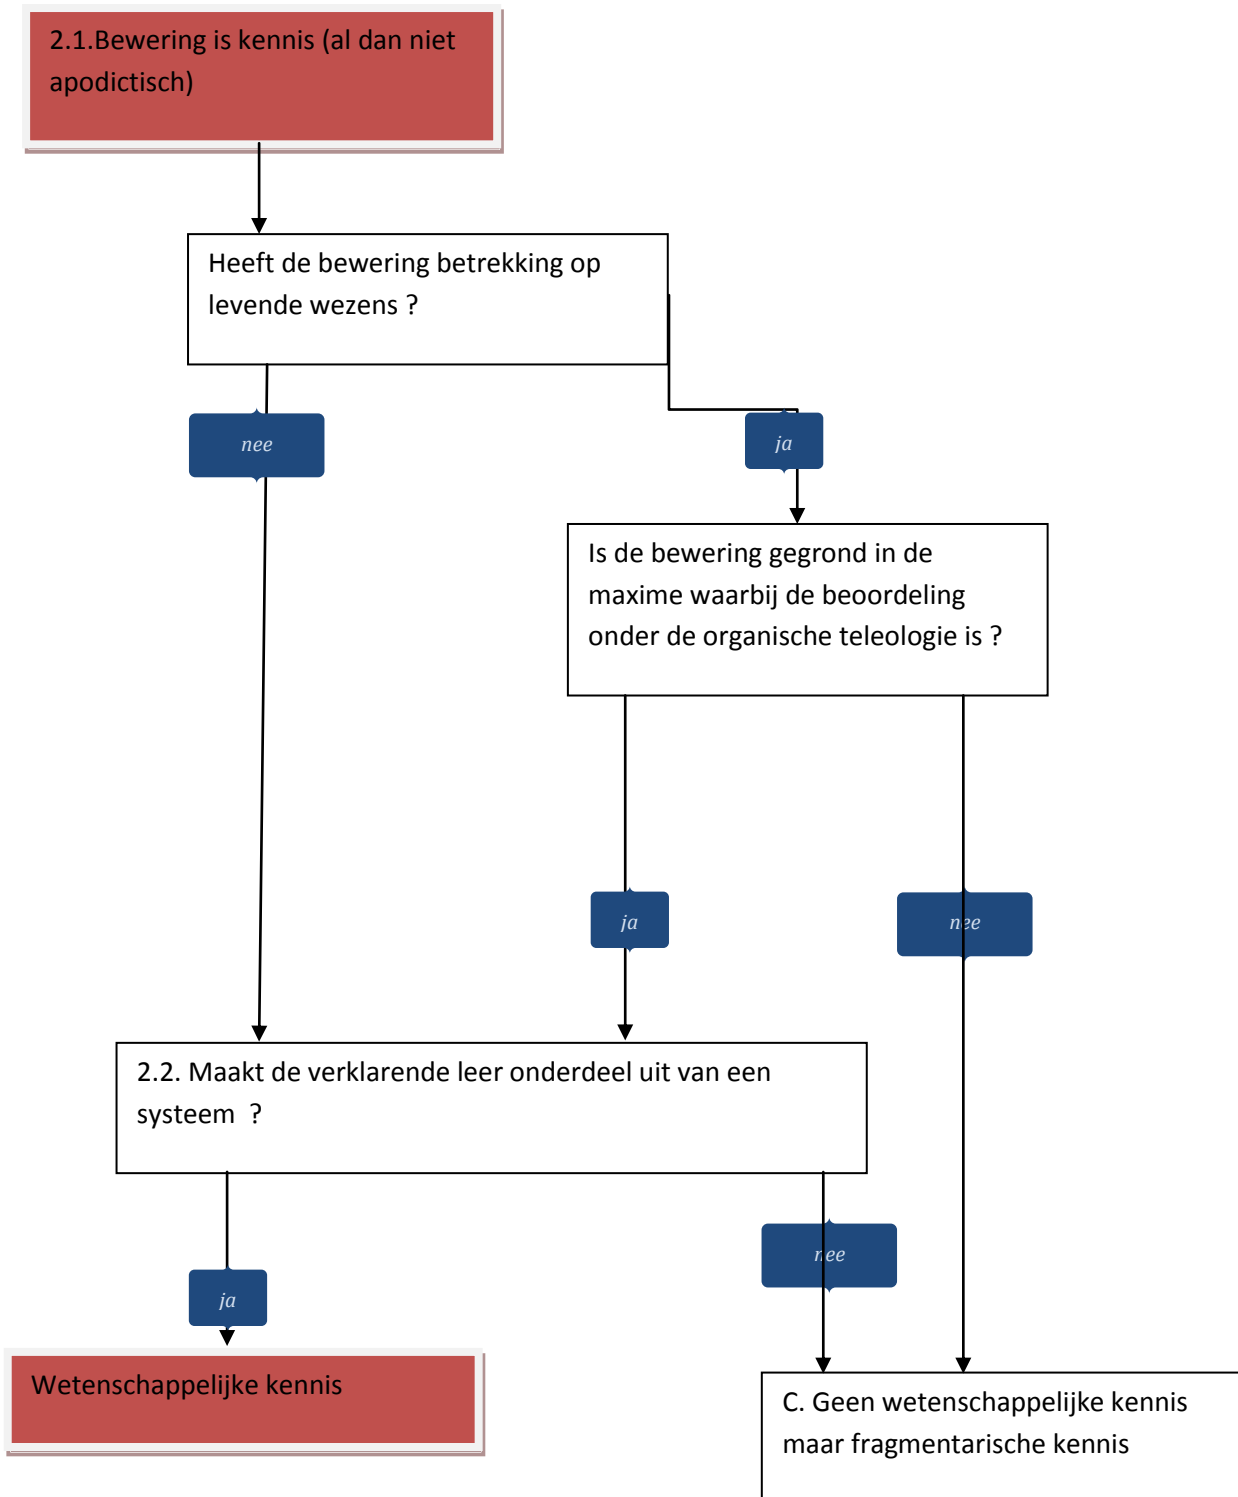 2.1.Bewering is kennis (al dan niet
apodictisch)
Heeft de bewering betrekking op
levende wezens ?
nee
ja
Is de bewering gegrond in de
maxime waarbij de beoordeling
onder de organische teleologie is ?
ja
nee
2.2. Maakt de verklarende leer onderdeel uit van een
systeem  ?
nee
ja
Wetenschappelijke kennis
C. Geen wetenschappelijke kennis
maar fragmentarische kennis